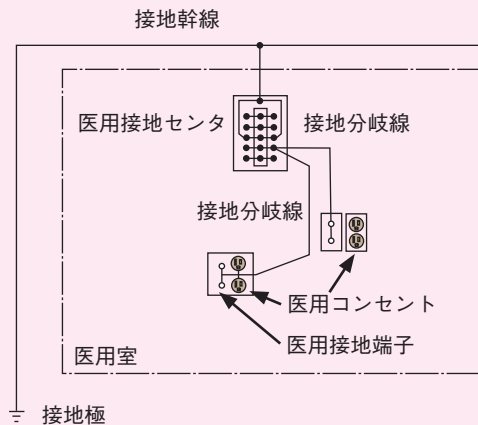 接地幹線
医用接地センタ
接地分岐線
接地分岐線
医用コンセント
医用接地端子
医用室
接地極